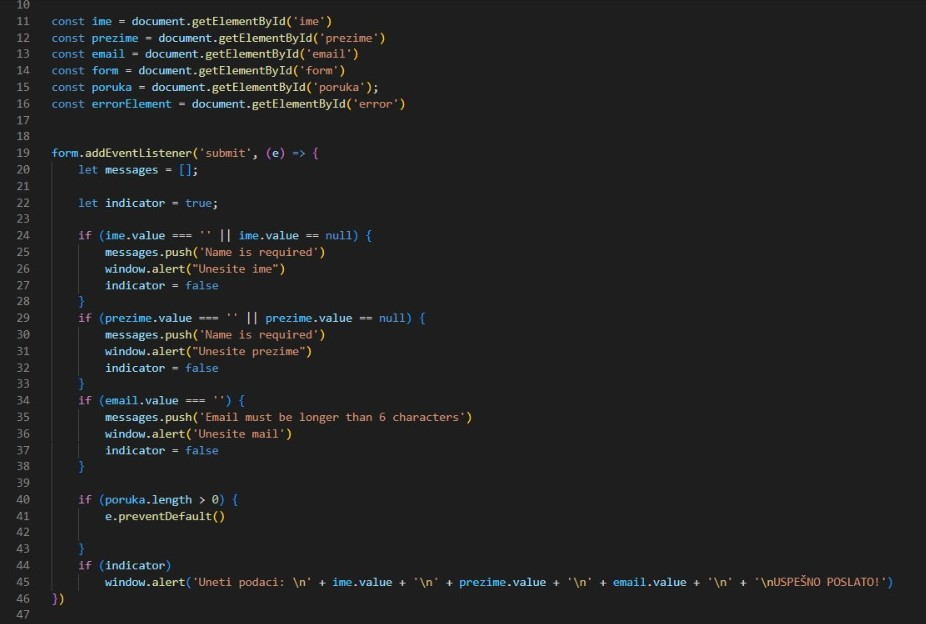 10
11 const ime = document.getElementById('ime')
12 const prezime = document.getElementById('prezime')
13 const email = document.getElementById('email')
14 const form = document.getElementById('form')
15 const poruka = document.getElementById('poruka');
16 const errorElement = document.getElementById('error')
17
18
19 form.addEventListener('submit', (e) => {
20 let messages = [];
21
22 let indicator = true;
23
24 if (ime.value === '' || ime.value == null) {
25 messages.push('Name is required')
26 window.alert("Unesite ime")
27 indicator = false
28 }
29 if (prezime.value === '' || prezime.value == null) {
30 messages.push('Name is required')
31 window.alert("Unesite prezime")
32 indicator = false
33 }
34 if (email.value === '') {
35 messages.push('Email must be longer than 6 characters')
36 window.alert('Unesite mail')
37 indicator = false
38 }
39
40 if (poruka.length > 0) {
41 e.preventDefault()
42
43 }
44 if (indicator)
45 window.alert('Uneti podaci: \n' + ime.value + '\n' + prezime.value + '\n' + email.value + '\n' + '\nUSPEŠNO POSLATO!')
46 })
47